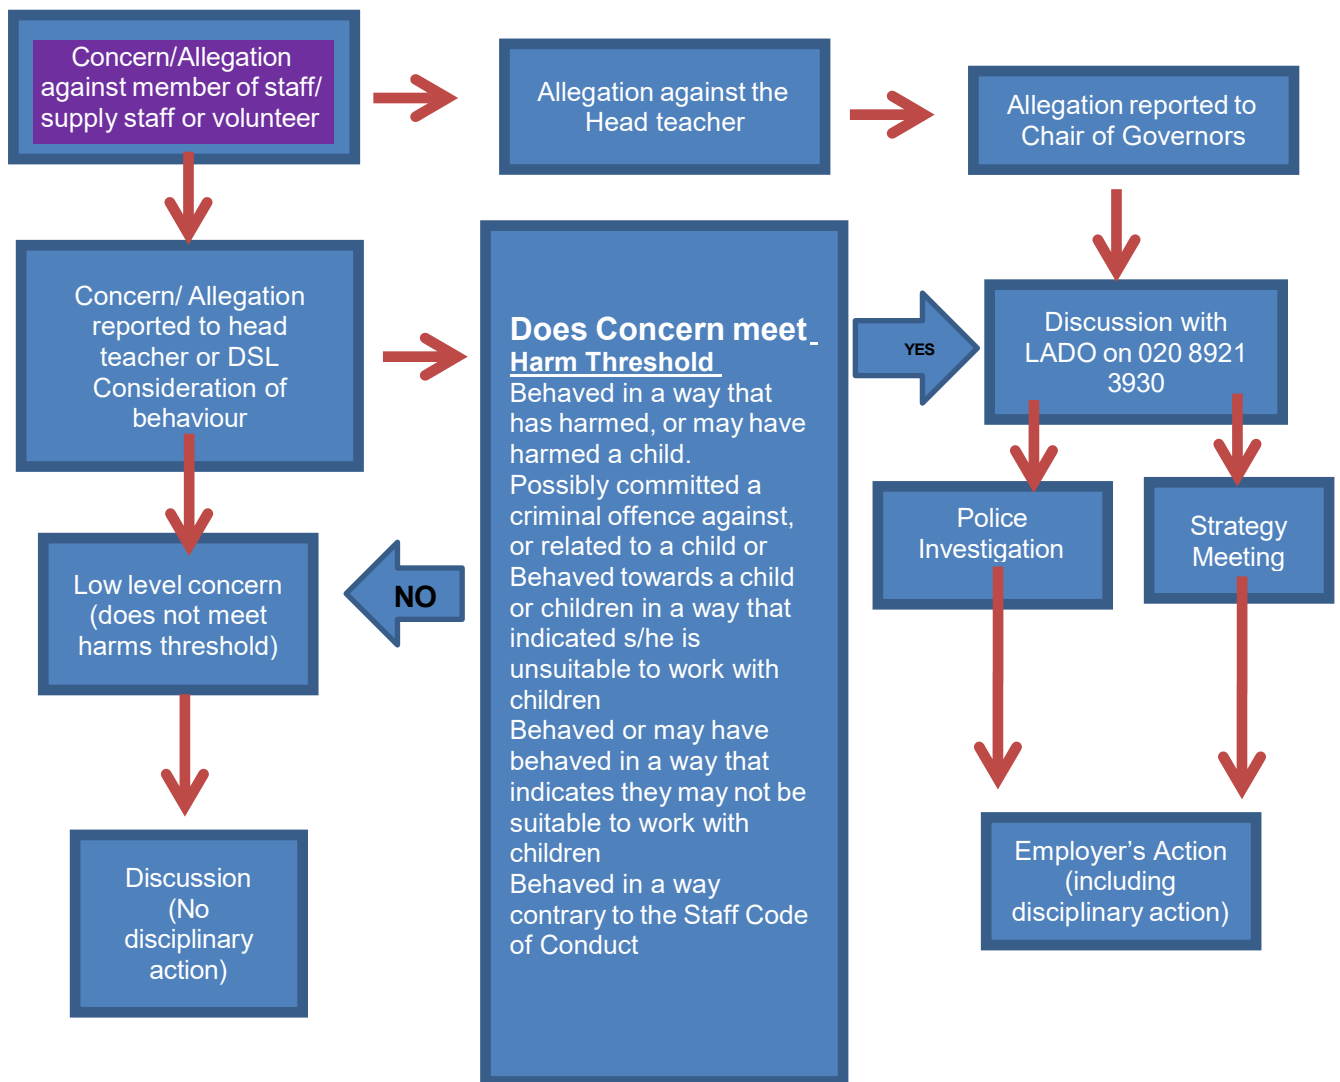 Concern/Allegation
against member of staff/
supply staff or volunteer
Allegation against the
Head teacher
Allegation reported to
Chair of Governors
Concern/ Allegation
reported to head
teacher or DSL
Consideration of
behaviour
Does Concern meet
Harm Threshold
Behaved in a way that
has harmed, or may have
harmed a child.
Possibly committed a
criminal offence against,
or related to a child or
Behaved towards a child
or children in a way that
indicated s/he is
unsuitable to work with
children
Behaved or may have
behaved in a way that
indicates they may not be
suitable to work with
children
Behaved in a way
contrary to the Staff Code
of Conduct
YES
Discussion with
LADO on 020 8921
3930
Police
Investigation
Strategy
Meeting
NO
Low level concern
(does not meet
harms threshold)
Discussion
(No
disciplinary
action)
Employer’s Action
(including
disciplinary action)